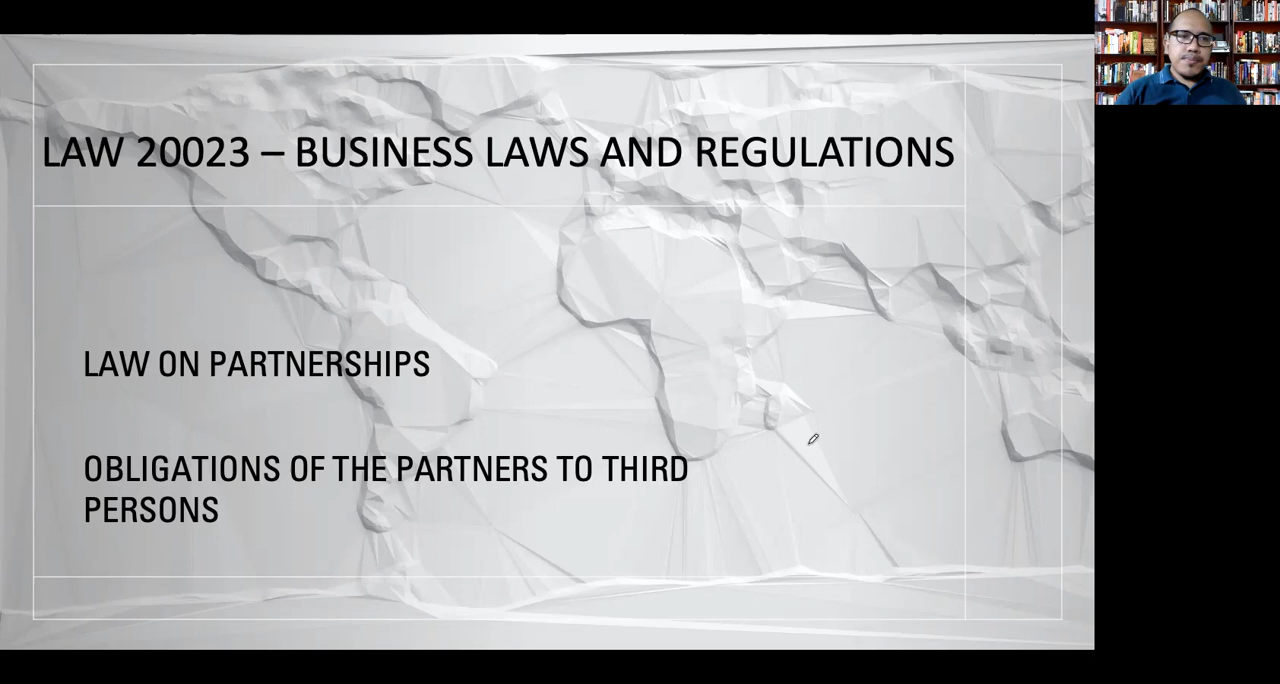 LAW 20023 – BUSINESS LAWS AND REGULATIONS
LAW ON PARTNERSHIPS
OBLIGATIONS OF THE PARTNERS TO THIRD
PERSONS